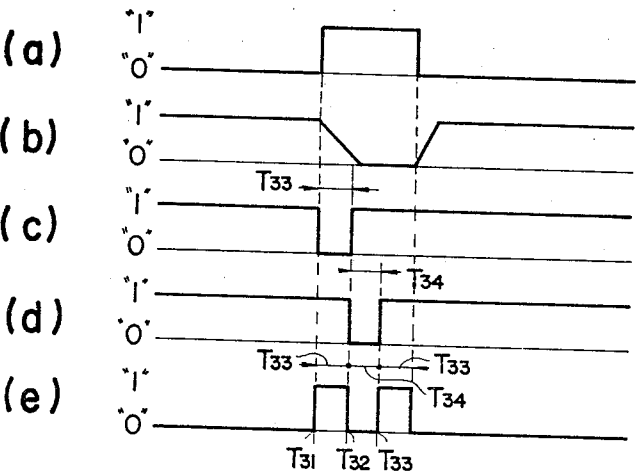 (a) "1"
"0"
(b) "1"
"0"
T33
(c) "1"
"0"
T34
(d) "1"
"0"
T33 T33
(e) "1" T34
"0"
T31 T32 T33